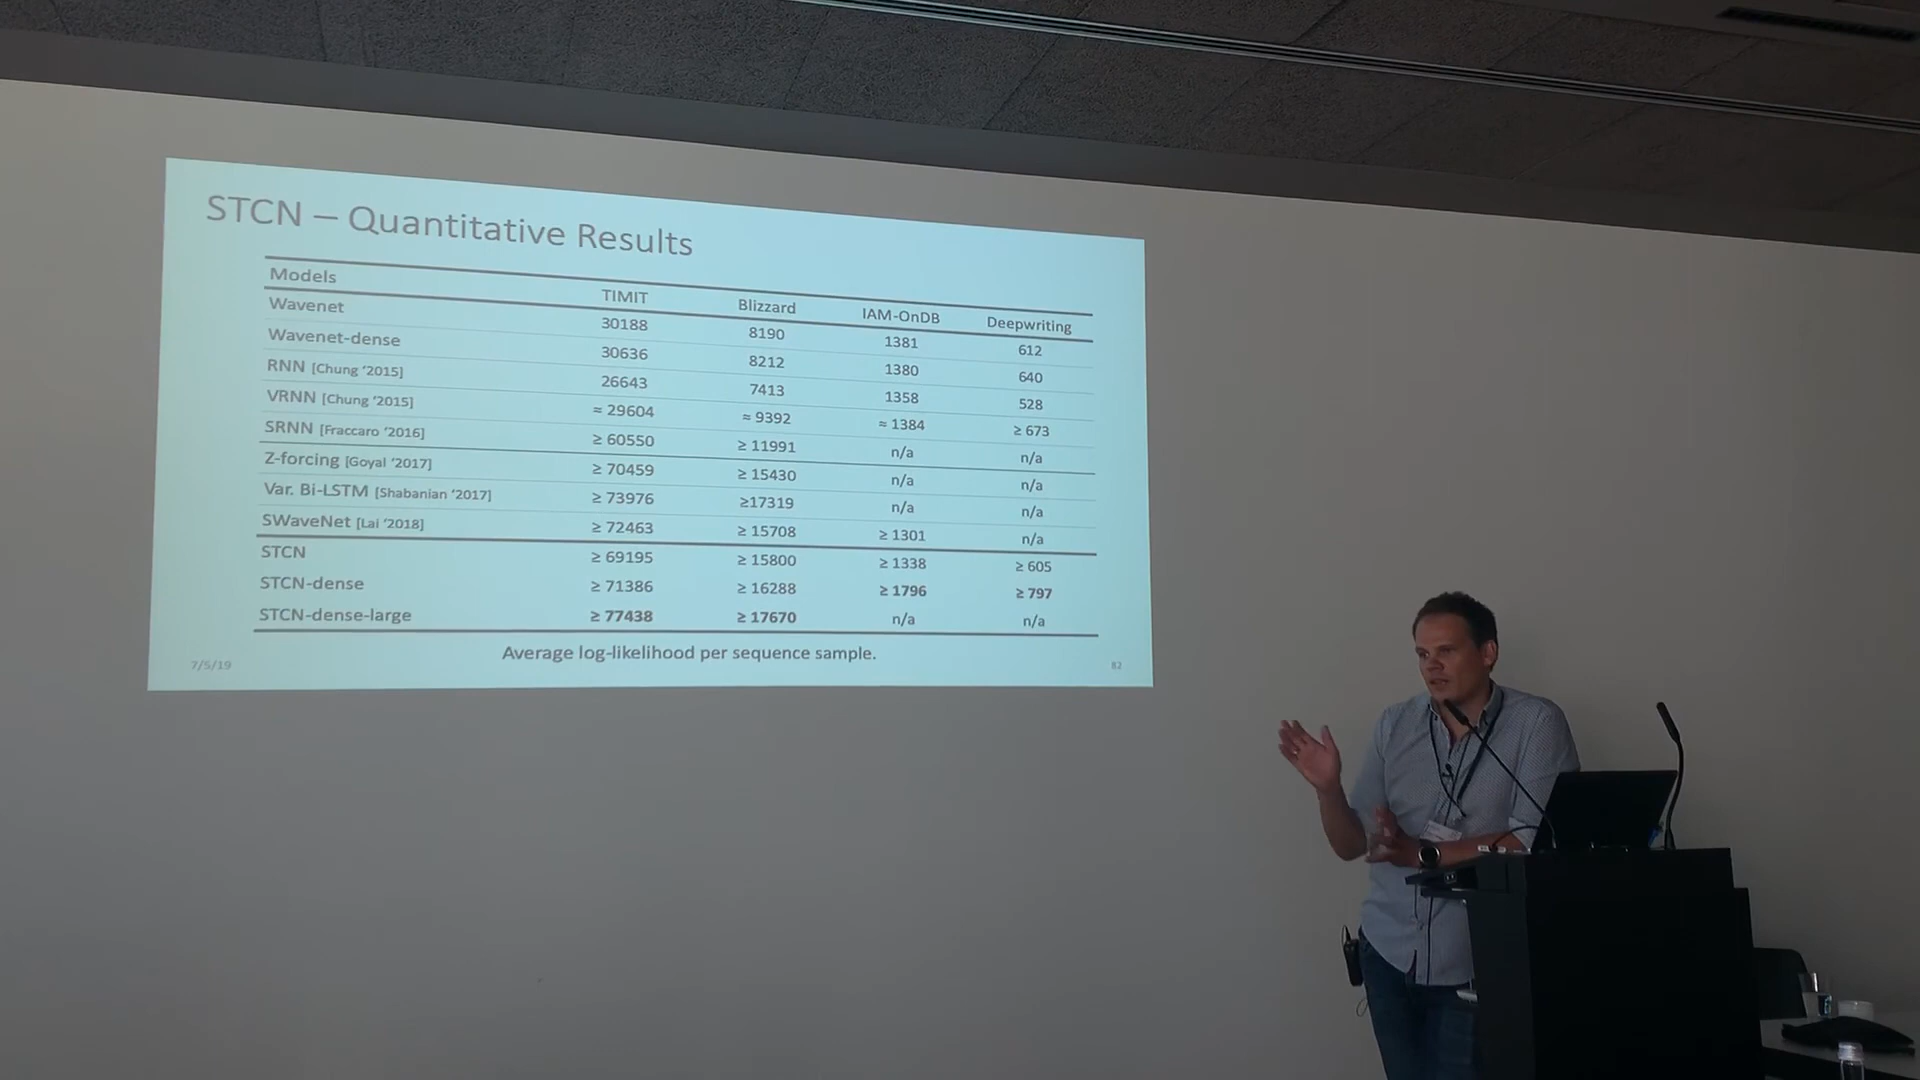 STCN – Quantitative Results
Models TIMIT Blizzard IAM-OnDB Deepwriting
Wavenet 30188 8190 1381 612
Wavenet-dense 30636 8212 1380 640
RNN [Chung '2015] 26643 7413 1358 528
VRNN [Chung '2015] ≈ 29604 ≈ 9392 ≈ 1384 ≥ 673
SRNN [Fraccaro '2016] ≥ 60550 ≥ 11991 n/a n/a
Z-forcing [Goyal '2017] ≥ 70459 ≥ 15430 n/a n/a
Var. Bi-LSTM [Shabanian '2017] ≥ 73976 ≥17319 n/a n/a
SWaveNet [Lai '2018] ≥ 72463 ≥ 15708 ≥ 1301 n/a
STCN ≥ 69195 ≥ 15800 ≥ 1338 ≥ 605
STCN-dense ≥ 71386 ≥ 16288 ≥ 1796 ≥ 797
STCN-dense-large ≥ 77438 ≥ 17670 n/a n/a
Average log-likelihood per sequence sample.
7/5/19 82